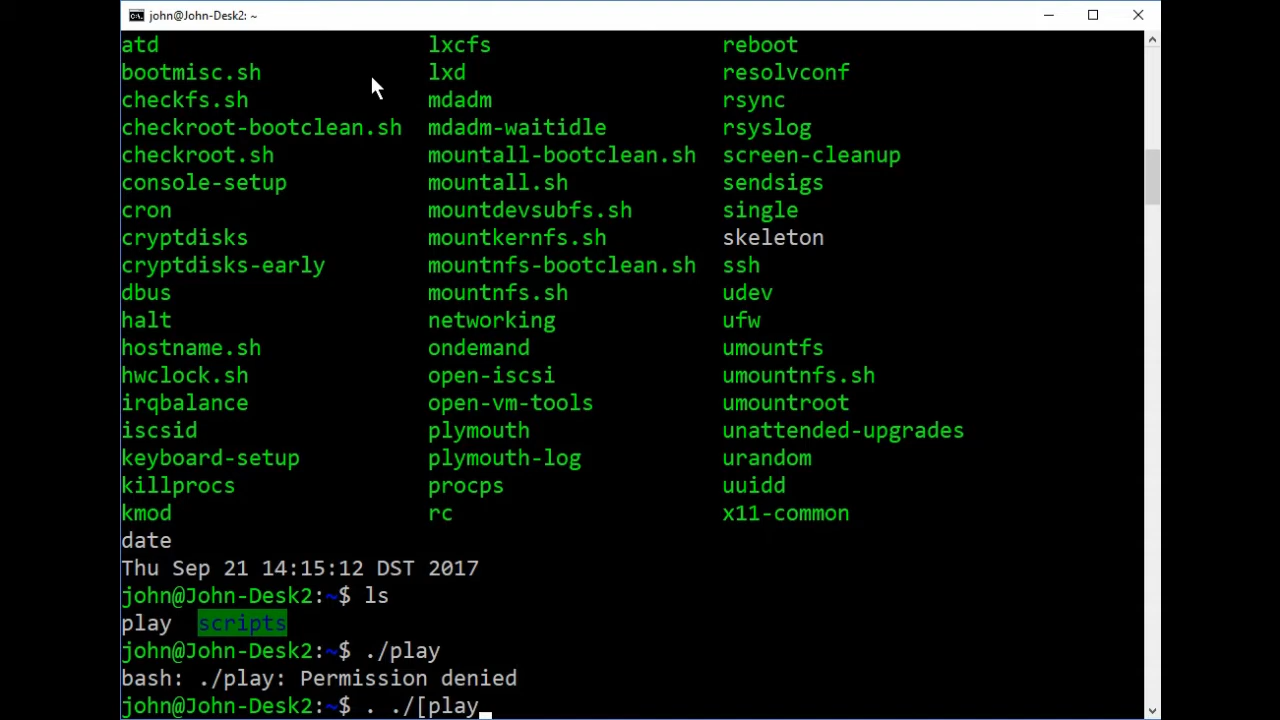 john@John-Desk2: ~
atd lxcfs reboot
bootmisc.sh lxd resolvconf
checkfs.sh mdadm rsync
checkroot-bootclean.sh mdadm-waitidle rsyslog
checkroot.sh mountall-bootclean.sh screen-cleanup
console-setup mountall.sh sendsigs
cron mountdevsubfs.sh single
cryptdisks mountkernfs.sh skeleton
cryptdisks-early mountnfs-bootclean.sh ssh
dbus mountnfs.sh udev
halt networking ufw
hostname.sh ondemand umountfs
hwclock.sh open-iscsi umountnfs.sh
irqbalance open-vm-tools umountroot
iscsid plymouth unattended-upgrades
keyboard-setup plymouth-log urandom
killprocs procps uuidd
kmod rc x11-common
date
Thu Sep 21 14:15:12 DST 2017
john@John-Desk2:~$ ls
play scripts
john@John-Desk2:~$ ./play
bash: ./play: Permission denied
john@John-Desk2:~$ . ./[play